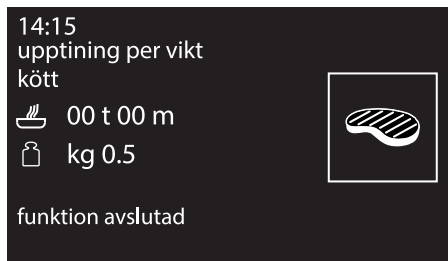 14:15
upptining per vikt
kött
00 t 00 m
kg 0.5
funktion avslutad